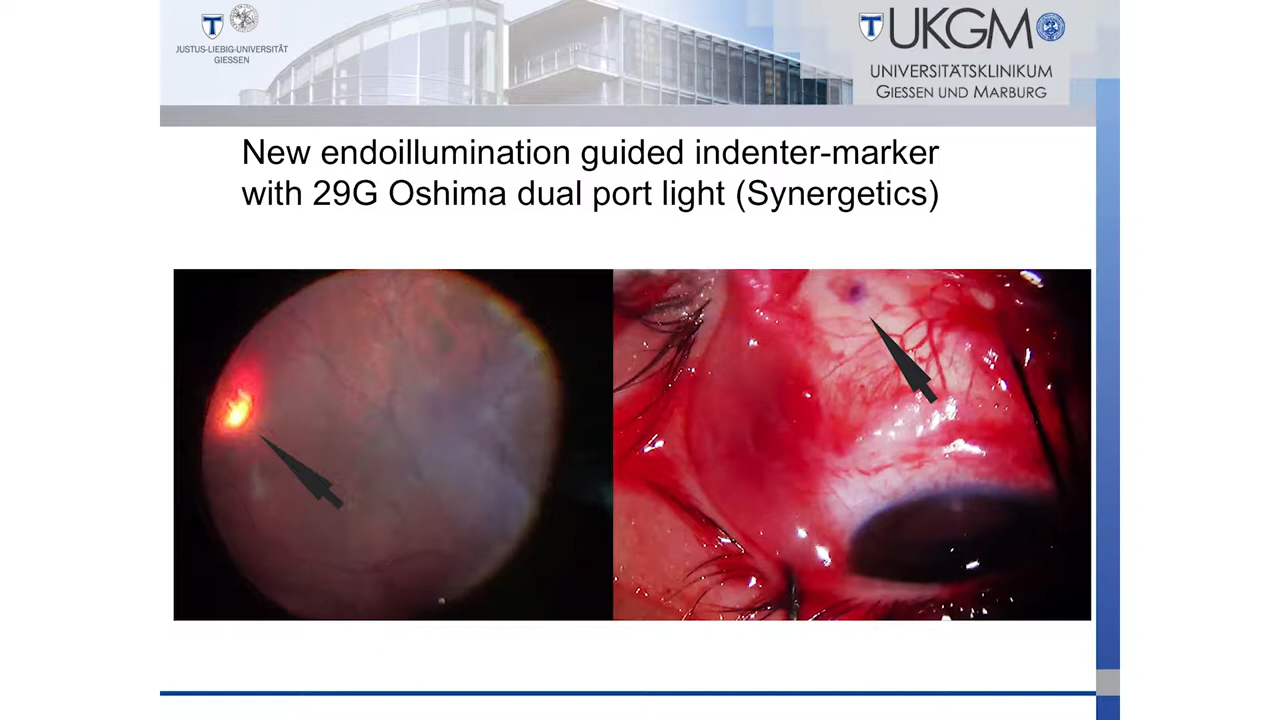 JUSTUS-LIEBIG-UNIVERSITÄT
GIESSEN
UKGM
UNIVERSITÄTSKLINIKUM
GIESSEN UND MARBURG
New endoillumination guided indenter-marker
with 29G Oshima dual port light (Synergetics)